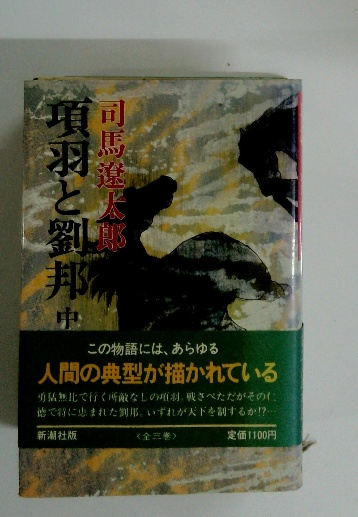 司馬遼太郎
項羽と劉邦 中
この物語には、あらゆる
人間の典型が描かれている
勇猛無比で行く所敵なしの項羽。戦さべただがその仁
徳で将に恵まれた劉邦。いずれが天下を制するか!?…
新潮社版 〈全三巻〉 定価1100円